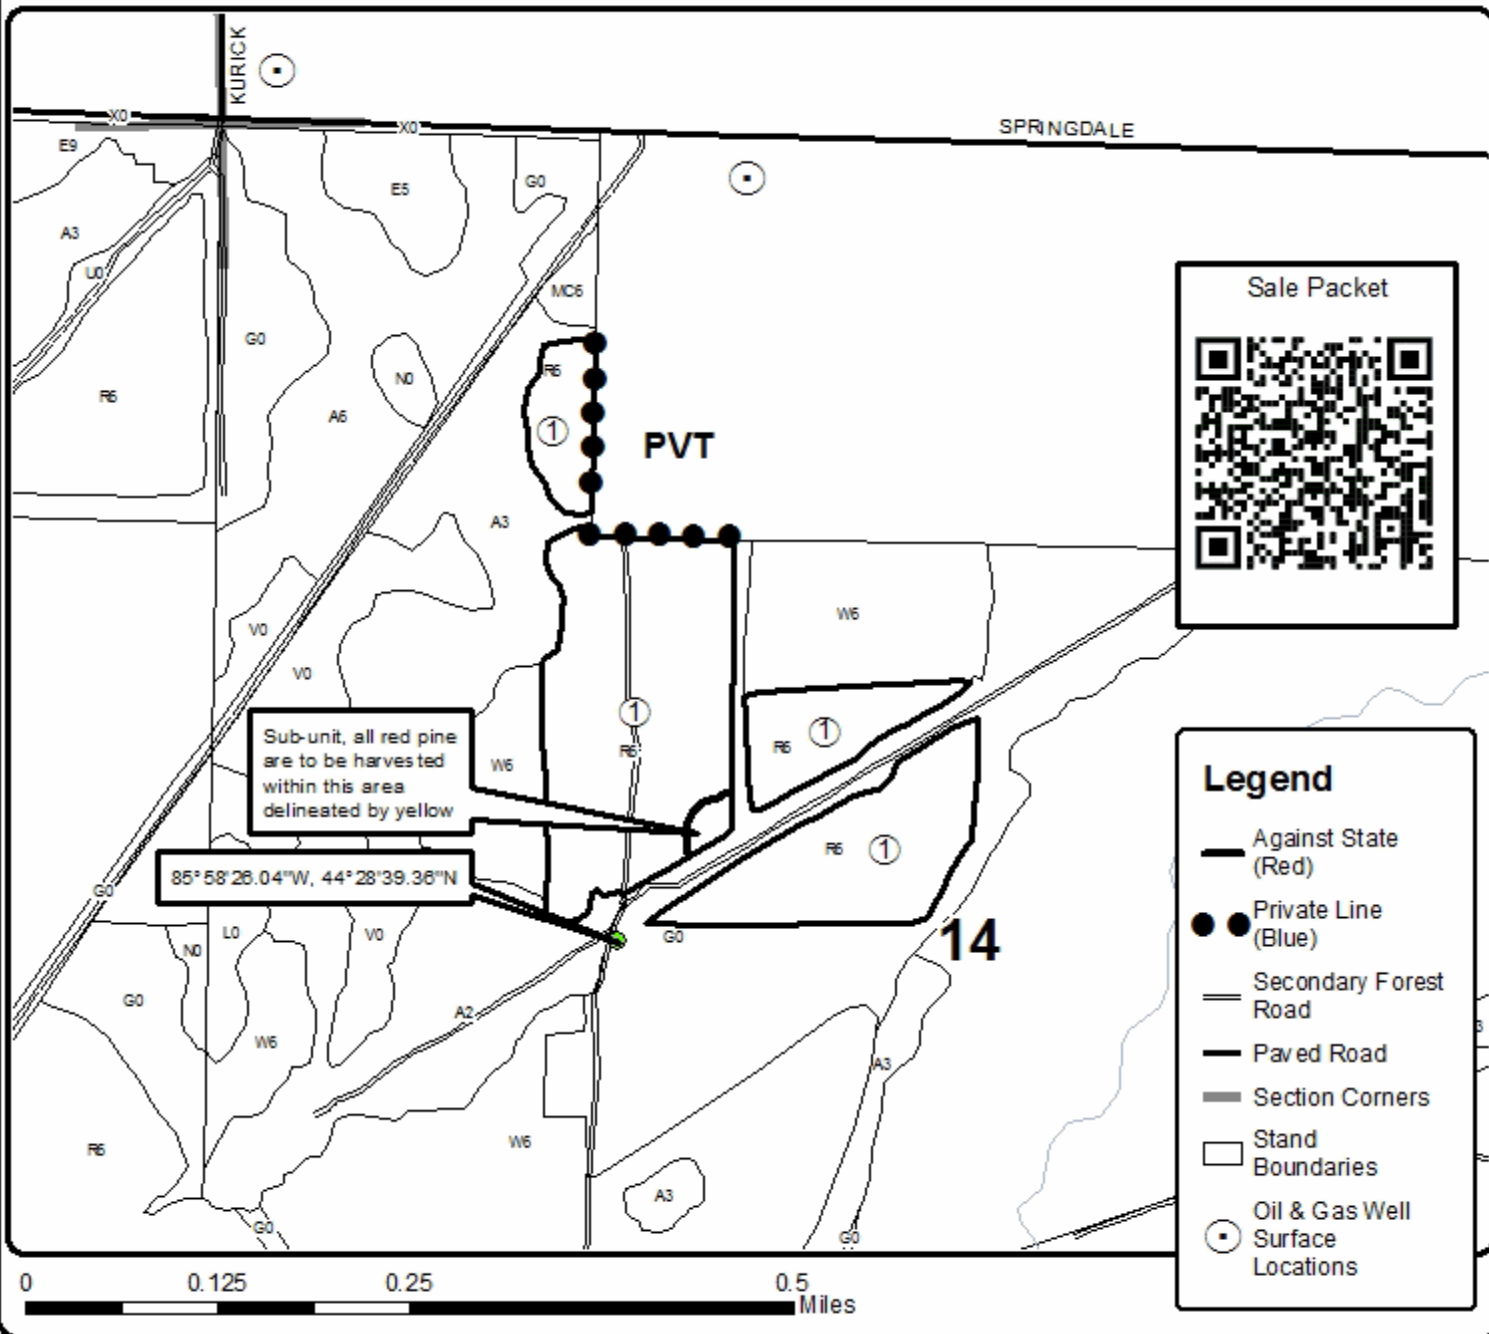 KURICK
X0
X0
SPRINGDALE
E9
E5
G0
A3
U0
MC6
G0
R6
N0
A6
R6
1
PVT
A3
Sale Packet
V0
W6
V0
1
R6
1
R6
W6
Sub-unit, all red pine
are to be harvested
within this area
delineated by yellow
R6
1
85°58'26.04"W, 44°28'39.36"N
G0
N0
L0
V0
G0
14
G0
A2
W6
A3
R6
W6
A3
G0
G0
Legend
Against State
(Red)
Private Line
(Blue)
Secondary Forest
Road
Paved Road
Section Corners
Stand
Boundaries
Oil & Gas Well
Surface
Locations
0
0.125
0.25
0.5
Miles